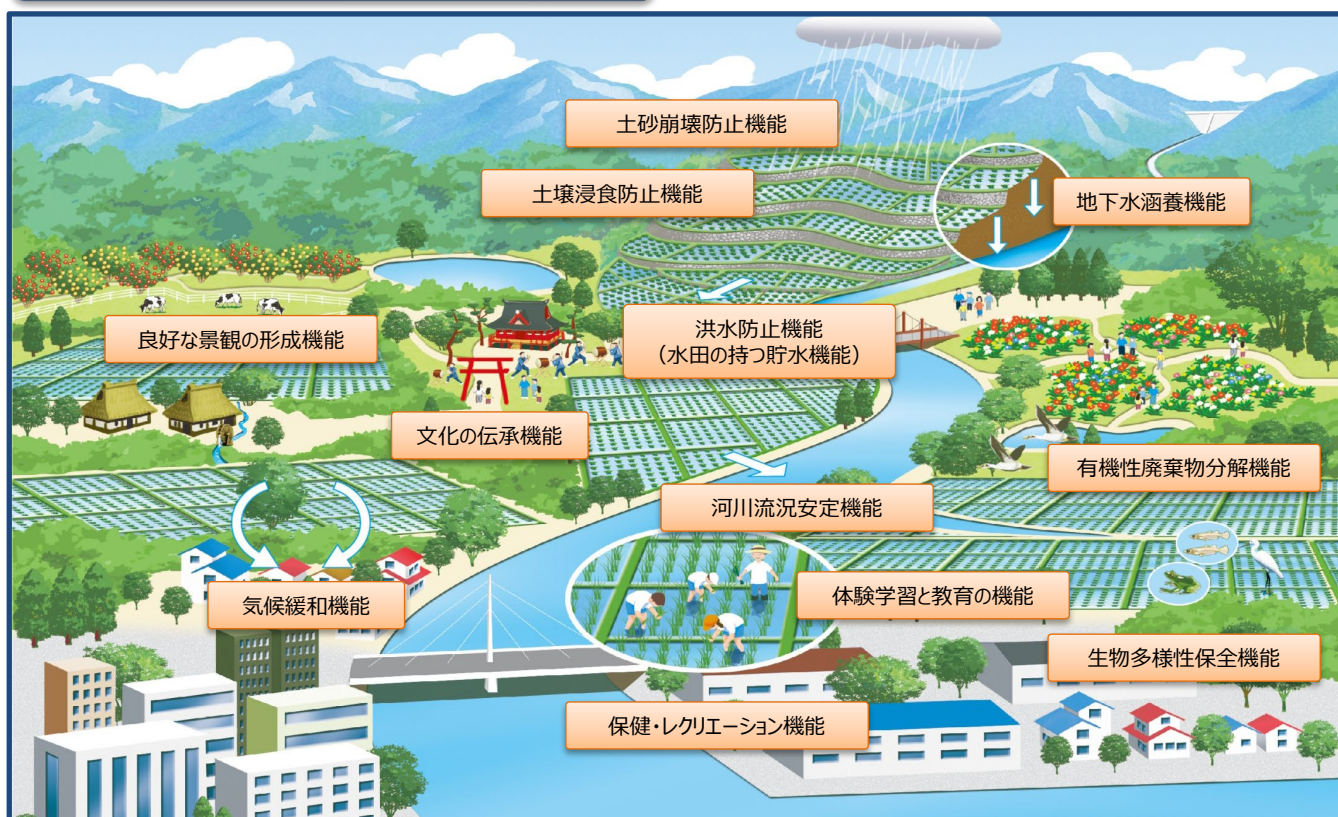 土砂崩壊防止機能
土壌浸食防止機能
地下水涵養機能
良好な景観の形成機能
洪水防止機能
（水田の持つ貯水機能）
文化の伝承機能
有機性廃棄物分解機能
河川流況安定機能
気候緩和機能
体験学習と教育の機能
生物多様性保全機能
保健・レクリエーション機能